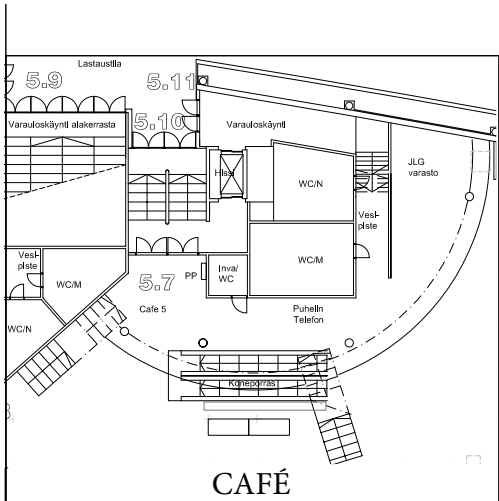 Lastaustila
5.9
5.11
Varauloskäynti alakerrasta
5.10
Varauloskäynti
JLG
varasto
Hissi
WC/N
Vesi-
piste
Vesi-
piste
WC/M
WC/M
5.7
PP
Inva/
WC
Cafe 5
Puhelin
Telefon
WC/N
Koneporras
CAFÉ